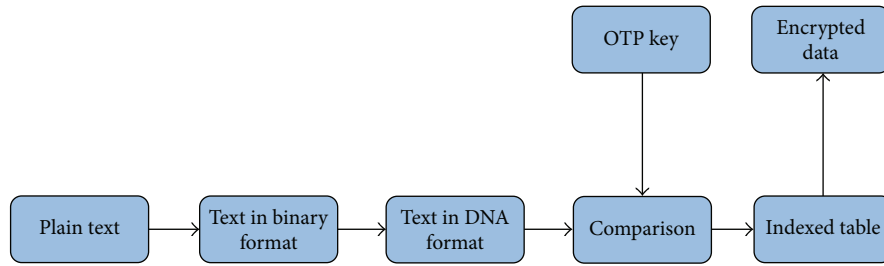 OTP key
Encrypted
data
Plain text
Text in binary
format
Text in DNA
format
Comparison
Indexed table